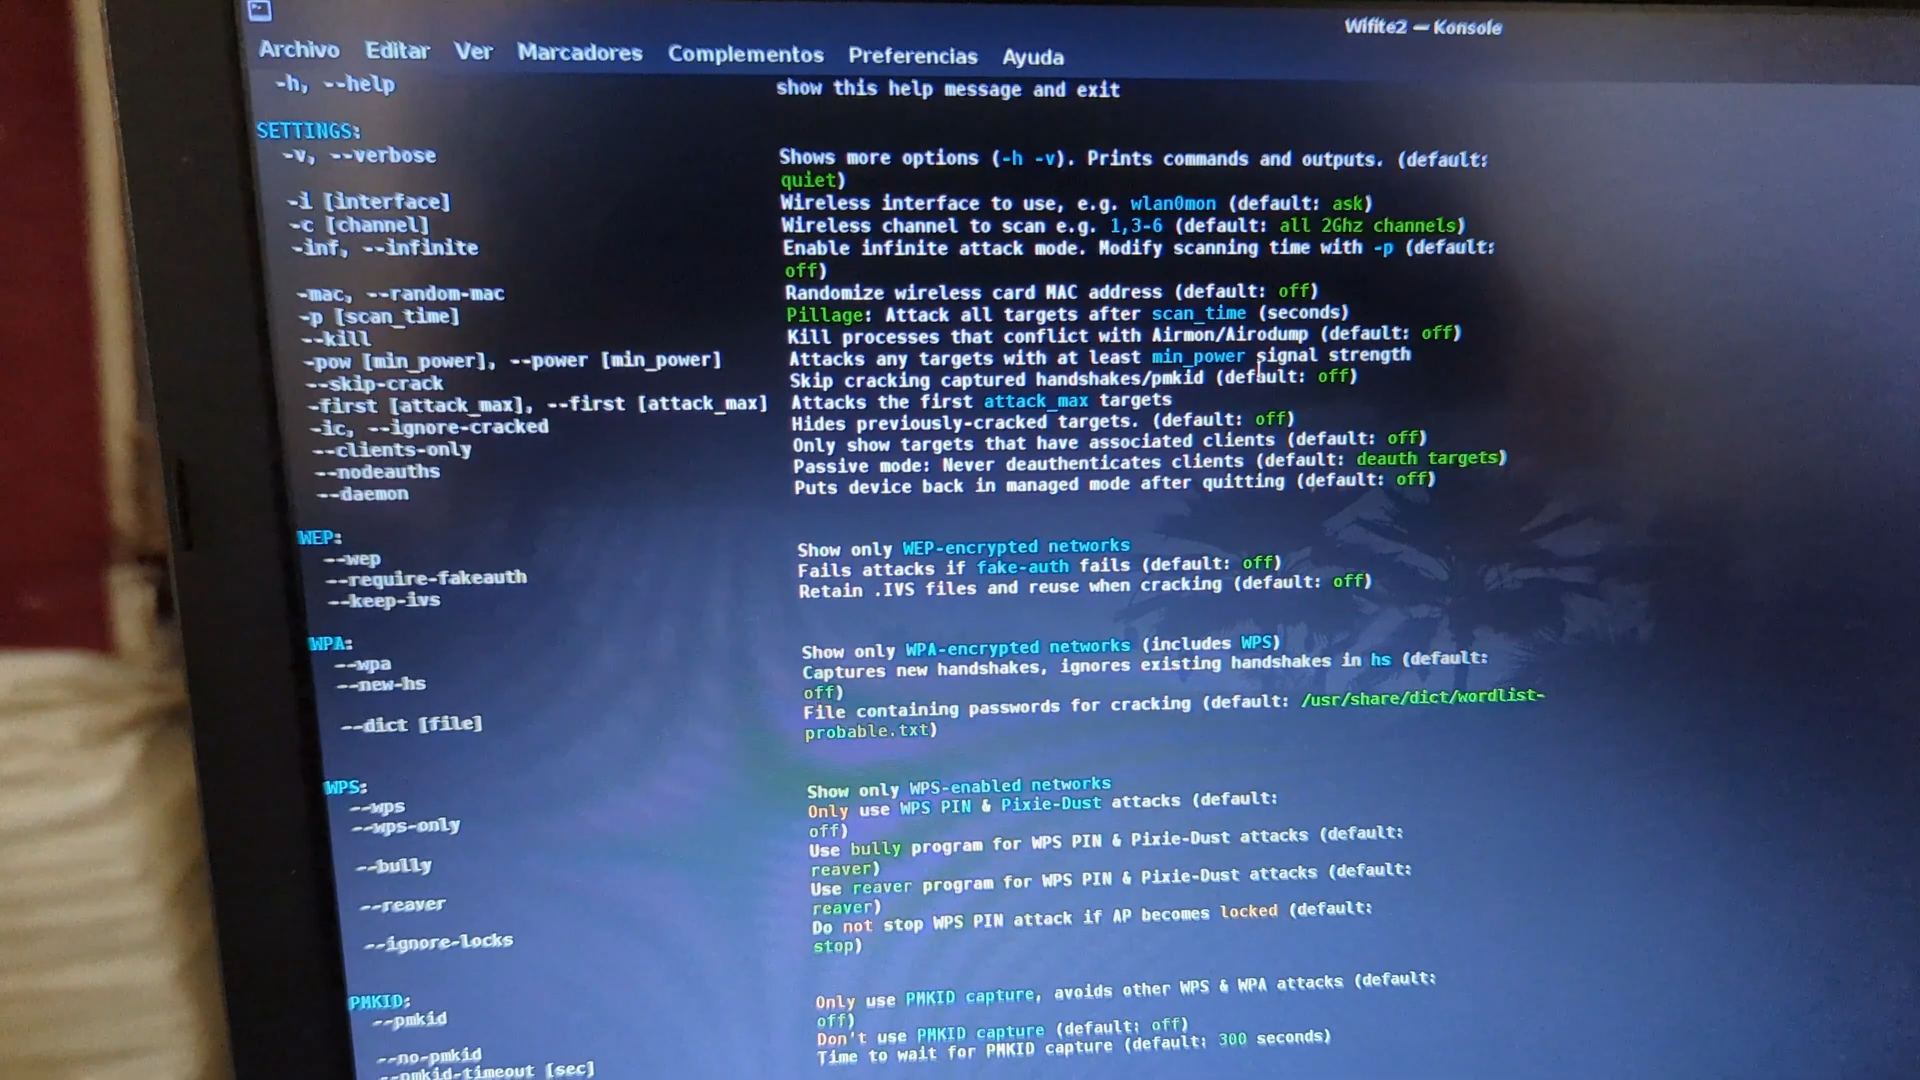 Wifite2 — Konsole
Archivo Editar Ver Marcadores Complementos Preferencias Ayuda
-h, --help show this help message and exit
SETTINGS:
-v, --verbose Shows more options (-h -v). Prints commands and outputs. (default:
quiet)
-i [interface] Wireless interface to use, e.g. wlan0mon (default: ask)
-c [channel] Wireless channel to scan e.g. 1,3-6 (default: all 2Ghz channels)
-inf, --infinite Enable infinite attack mode. Modify scanning time with -p (default:
off)
-mac, --random-mac Randomize wireless card MAC address (default: off)
-p [scan_time] Pillage: Attack all targets after scan_time (seconds)
--kill Kill processes that conflict with Airmon/Airodump (default: off)
-pow [min_power], --power [min_power] Attacks any targets with at least min_power signal strength
--skip-crack Skip cracking captured handshakes/pmkid (default: off)
-first [attack_max], --first [attack_max] Attacks the first attack_max targets
-ic, --ignore-cracked Hides previously-cracked targets. (default: off)
--clients-only Only show targets that have associated clients (default: off)
--nodeauths Passive mode: Never deauthenticates clients (default: deauth targets)
--daemon Puts device back in managed mode after quitting (default: off)
WEP:
--wep Show only WEP-encrypted networks
--require-fakeauth Fails attacks if fake-auth fails (default: off)
--keep-ivs Retain .IVS files and reuse when cracking (default: off)
WPA:
--wpa Show only WPA-encrypted networks (includes WPS)
--new-hs Captures new handshakes, ignores existing handshakes in hs (default:
off)
--dict [file] File containing passwords for cracking (default: /usr/share/dict/wordlist-
probable.txt)
WPS:
--wps Show only WPS-enabled networks
--wps-only Only use WPS PIN & Pixie-Dust attacks (default:
off)
--bully Use bully program for WPS PIN & Pixie-Dust attacks (default:
reaver)
--reaver Use reaver program for WPS PIN & Pixie-Dust attacks (default:
reaver)
--ignore-locks Do not stop WPS PIN attack if AP becomes locked (default:
stop)
PMKID:
--pmkid Only use PMKID capture, avoids other WPS & WPA attacks (default:
off)
--no-pmkid Don't use PMKID capture (default: off)
--pmkid-timeout [sec] Time to wait for PMKID capture (default: 300 seconds)